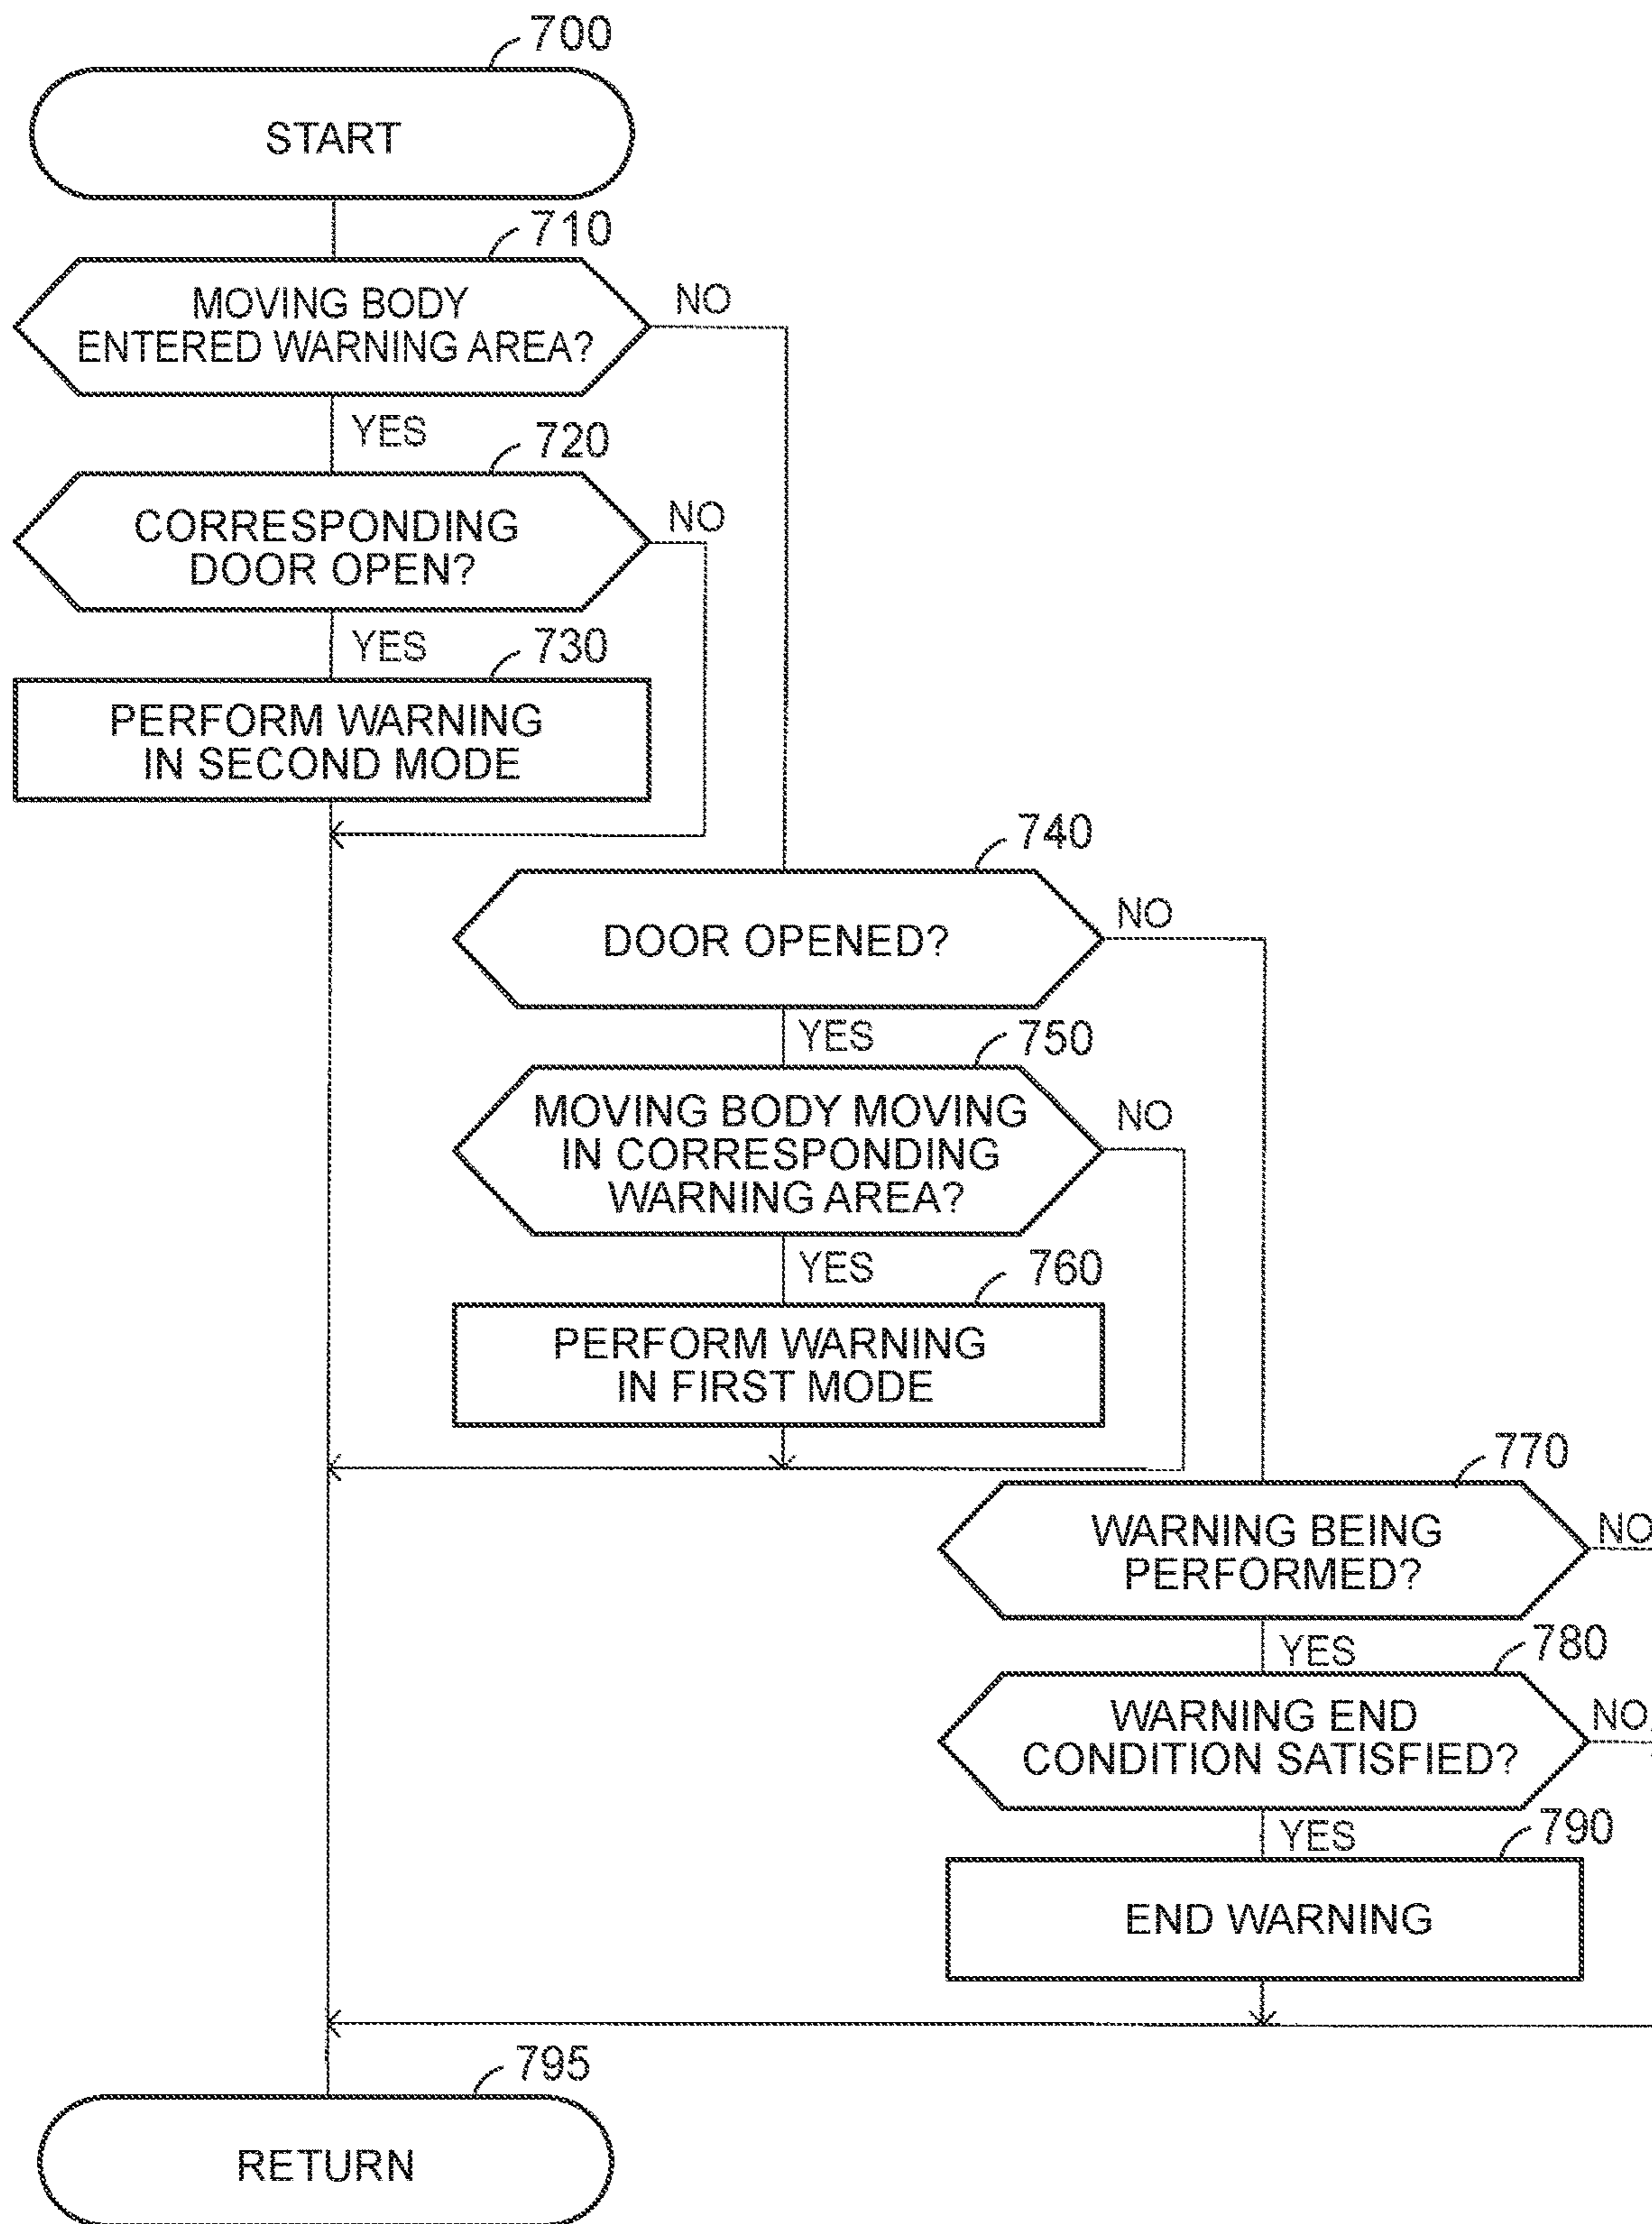 700
START
710
MOVING BODY
ENTERED WARNING AREA?
NO
YES
720
CORRESPONDING
DOOR OPEN?
NO
YES
730
PERFORM WARNING
IN SECOND MODE
740
DOOR OPENED?
NO
YES
750
MOVING BODY MOVING
IN CORRESPONDING
WARNING AREA?
NO
YES
760
PERFORM WARNING
IN FIRST MODE
770
WARNING BEING
PERFORMED?
NO
YES
780
WARNING END
CONDITION SATISFIED?
NO
YES
790
END WARNING
795
RETURN